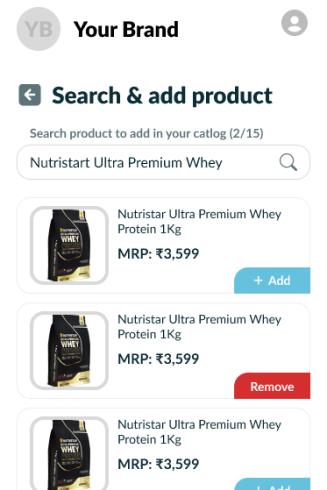 YB Your Brand
Search & add product
Search product to add in your catlog (2/15)
Nutristart Ultra Premium Whey
Nutristar Ultra Premium Whey
Protein 1Kg
MRP: ₹3,599
+ Add
WHEY
Nutristar Ultra Premium Whey
Protein 1Kg
MRP: ₹3,599
Remove
WHEY
Nutristar Ultra Premium Whey
Protein 1Kg
MRP: ₹3,599
+ Add
WHEY